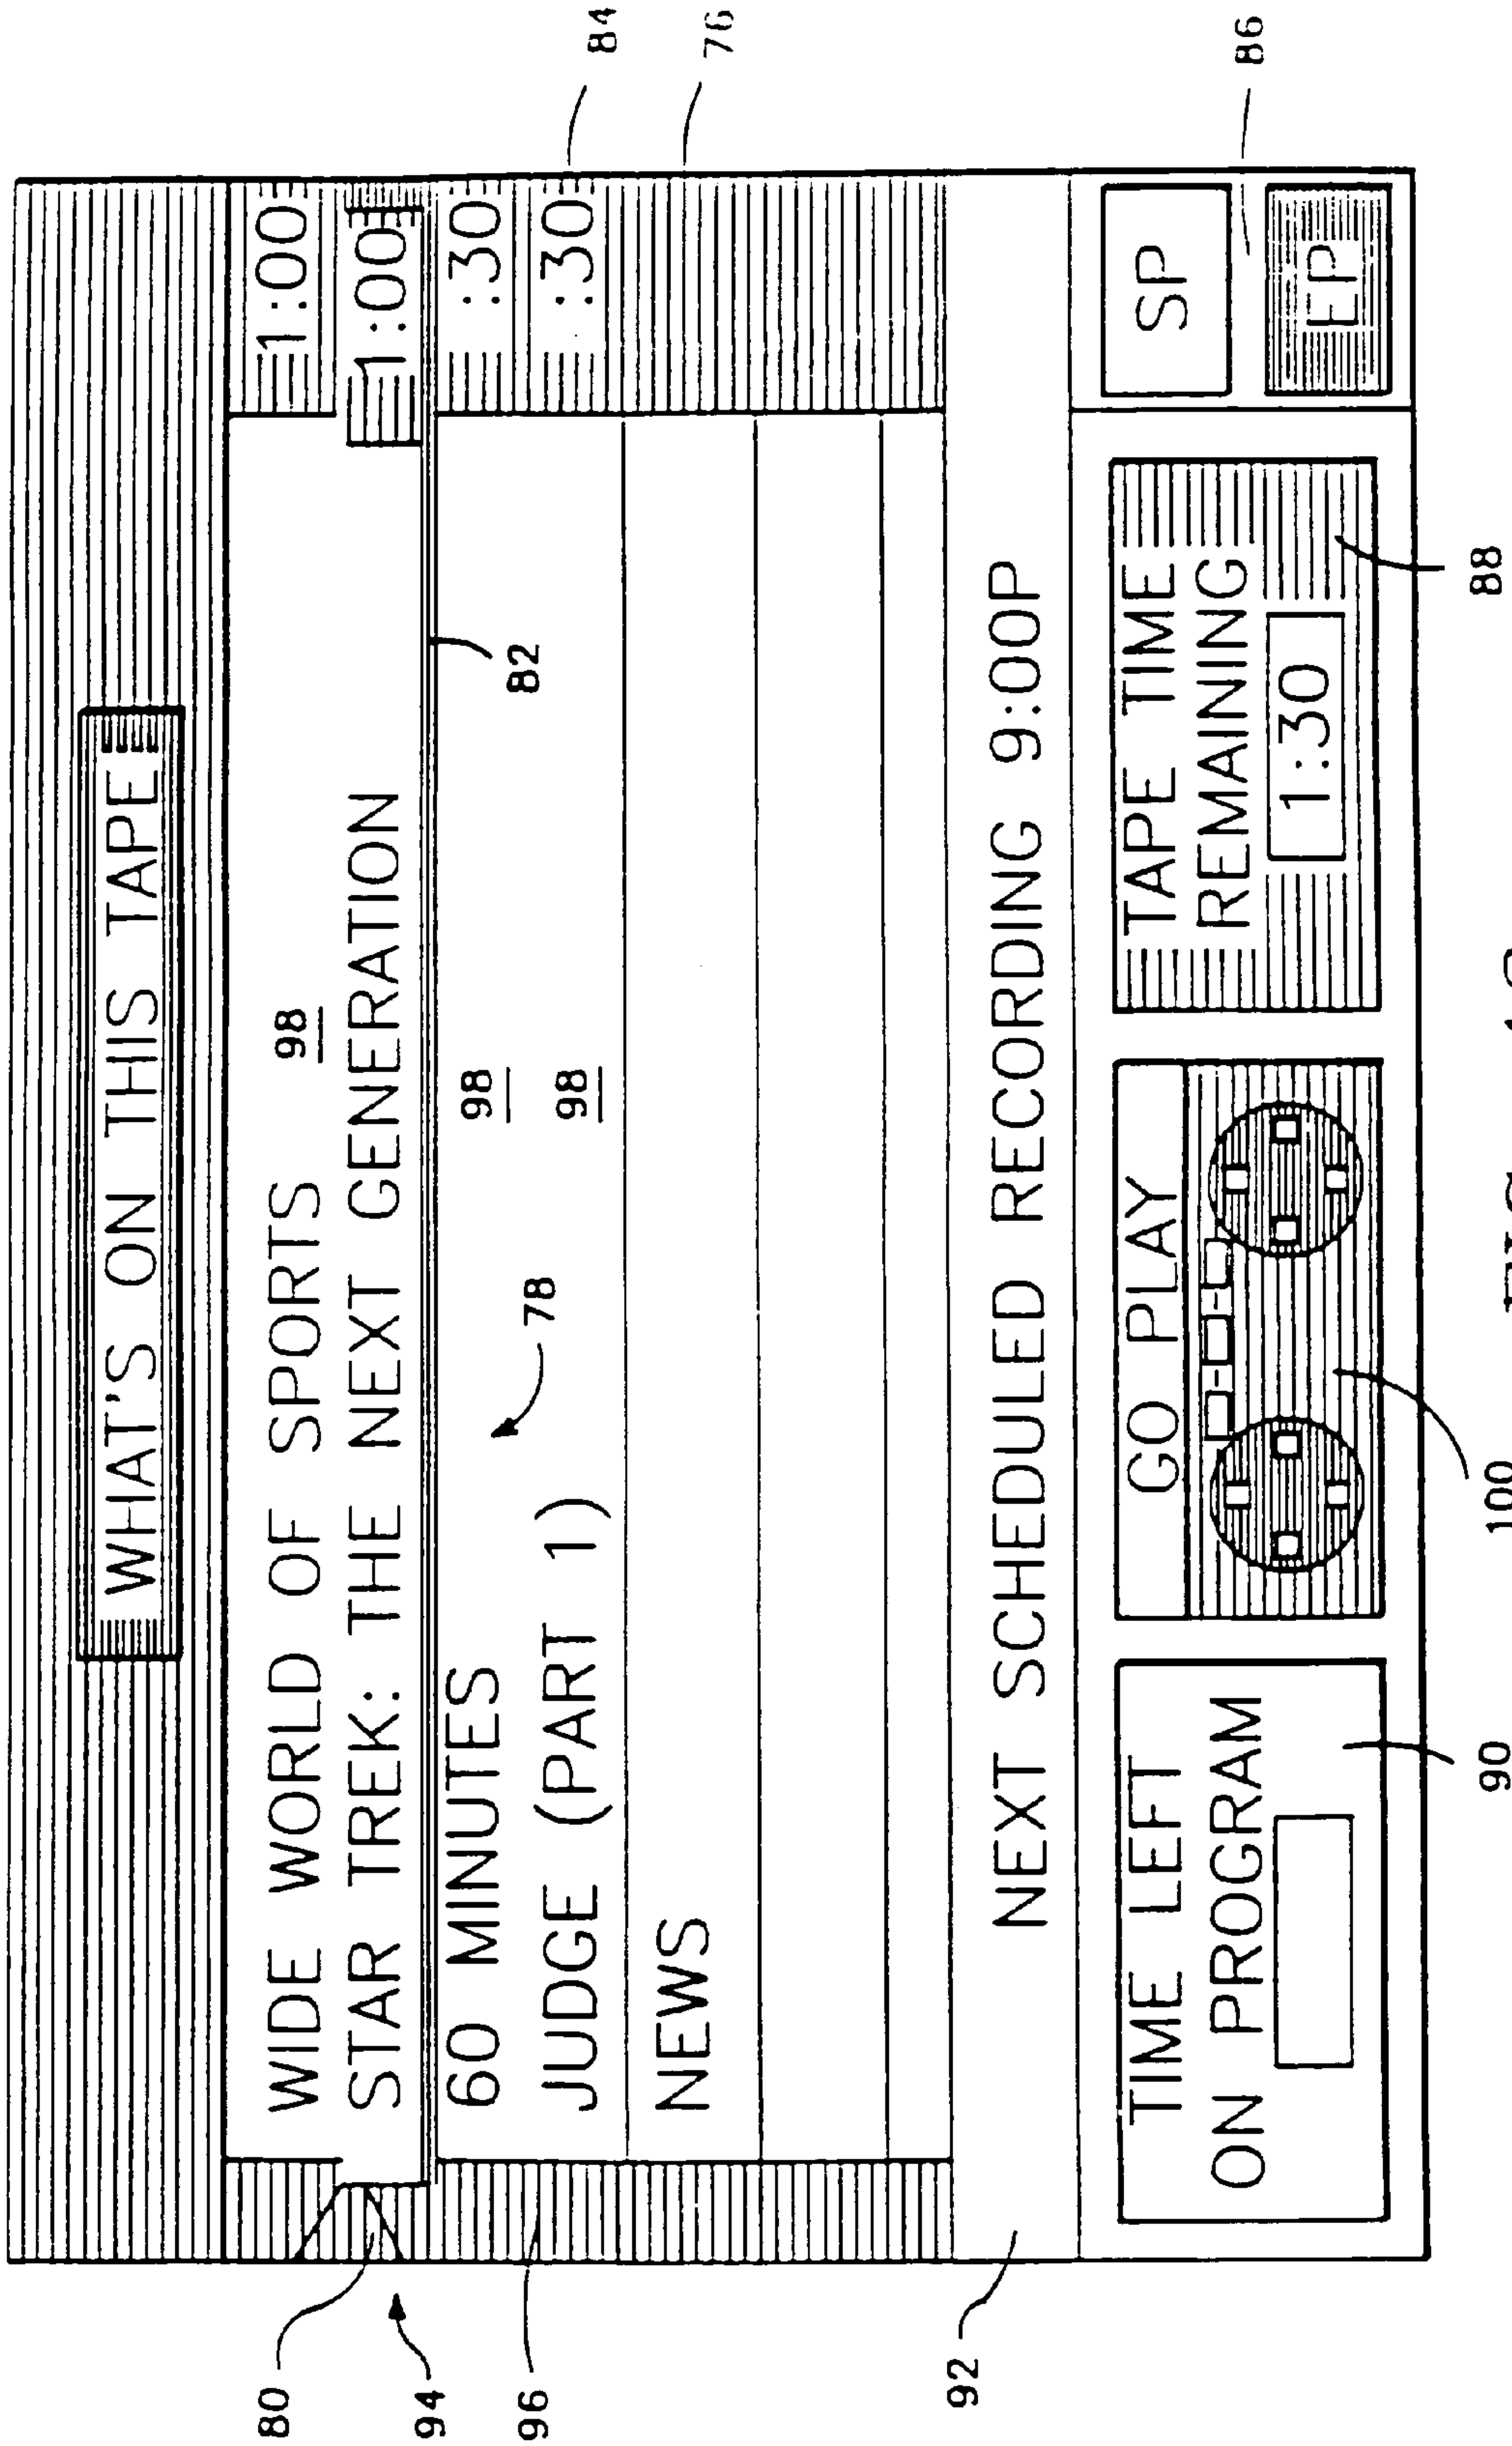 WHAT'S ON THIS TAPE
WIDE WORLD OF SPORTS 1:00
98
STAR TREK: THE NEXT GENERATION 1:00
82
60 MINUTES :30
98
JUDGE (PART 1) :30
98
78
NEWS
NEXT SCHEDULED RECORDING 9:00P
TIME LEFT
ON PROGRAM
GO PLAY
TAPE TIME
REMAINING
1:30
SP
EP
80
94
96
92
84
76
86
90
100
88